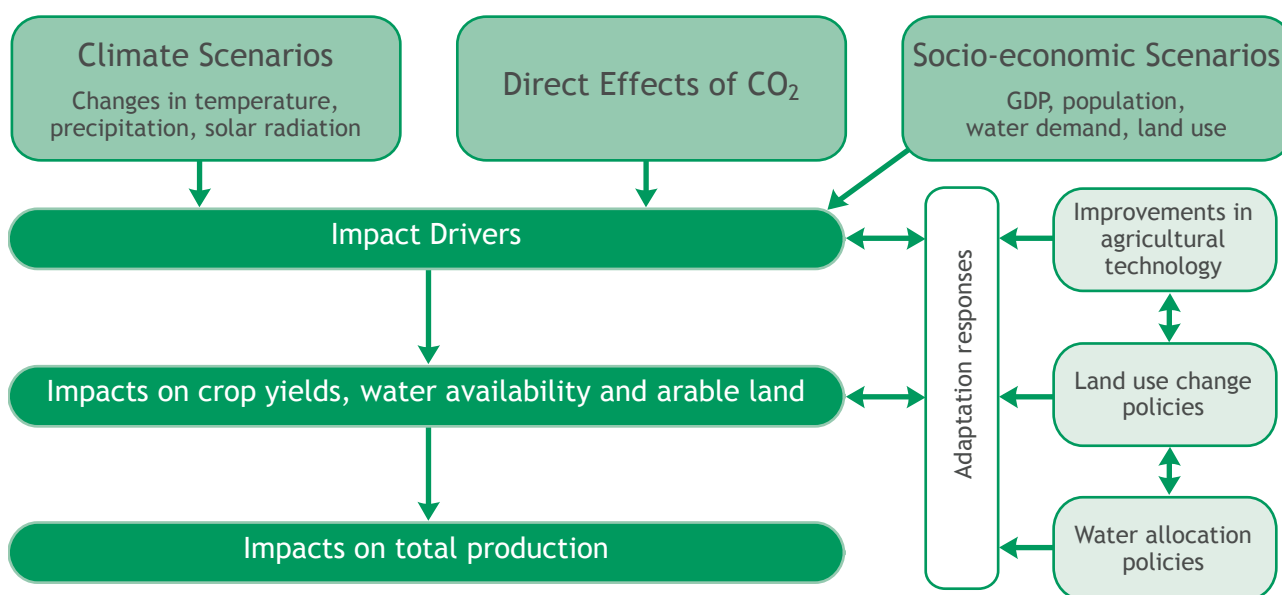 Climate Scenarios
Changes in temperature,
precipitation, solar radiation
Direct Effects of CO₂
Socio-economic Scenarios
GDP, population,
water demand, land use
Impact Drivers
Improvements in
agricultural
technology
Adaptation responses
Impacts on crop yields, water availability and arable land
Land use change
policies
Impacts on total production
Water allocation
policies